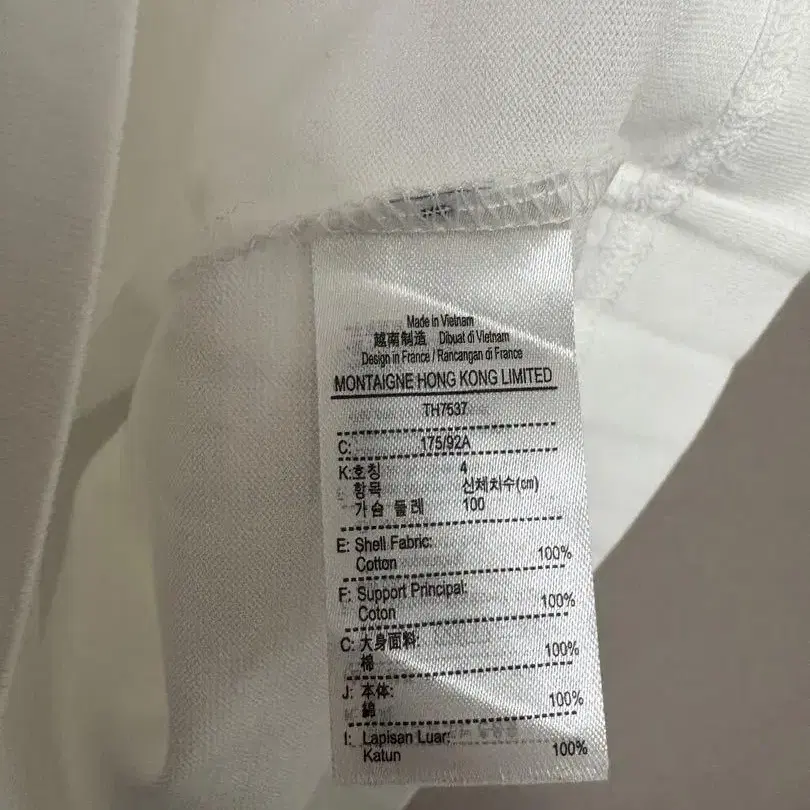 Made in Vietnam
越南制造 Dibuat di Vietnam
Design in France / Rancangan di France
MONTAIGNE HONG KONG LIMITED
TH7537
C: 175/92A
K:호칭 4
항목 신체치수(cm)
가슴 둘레 100
E: Shell Fabric:
Cotton 100%
F: Support Principal:
Coton 100%
C: 大身面料:
棉 100%
J: 本体:
綿 100%
I: Lapisan Luar:
Katun 100%